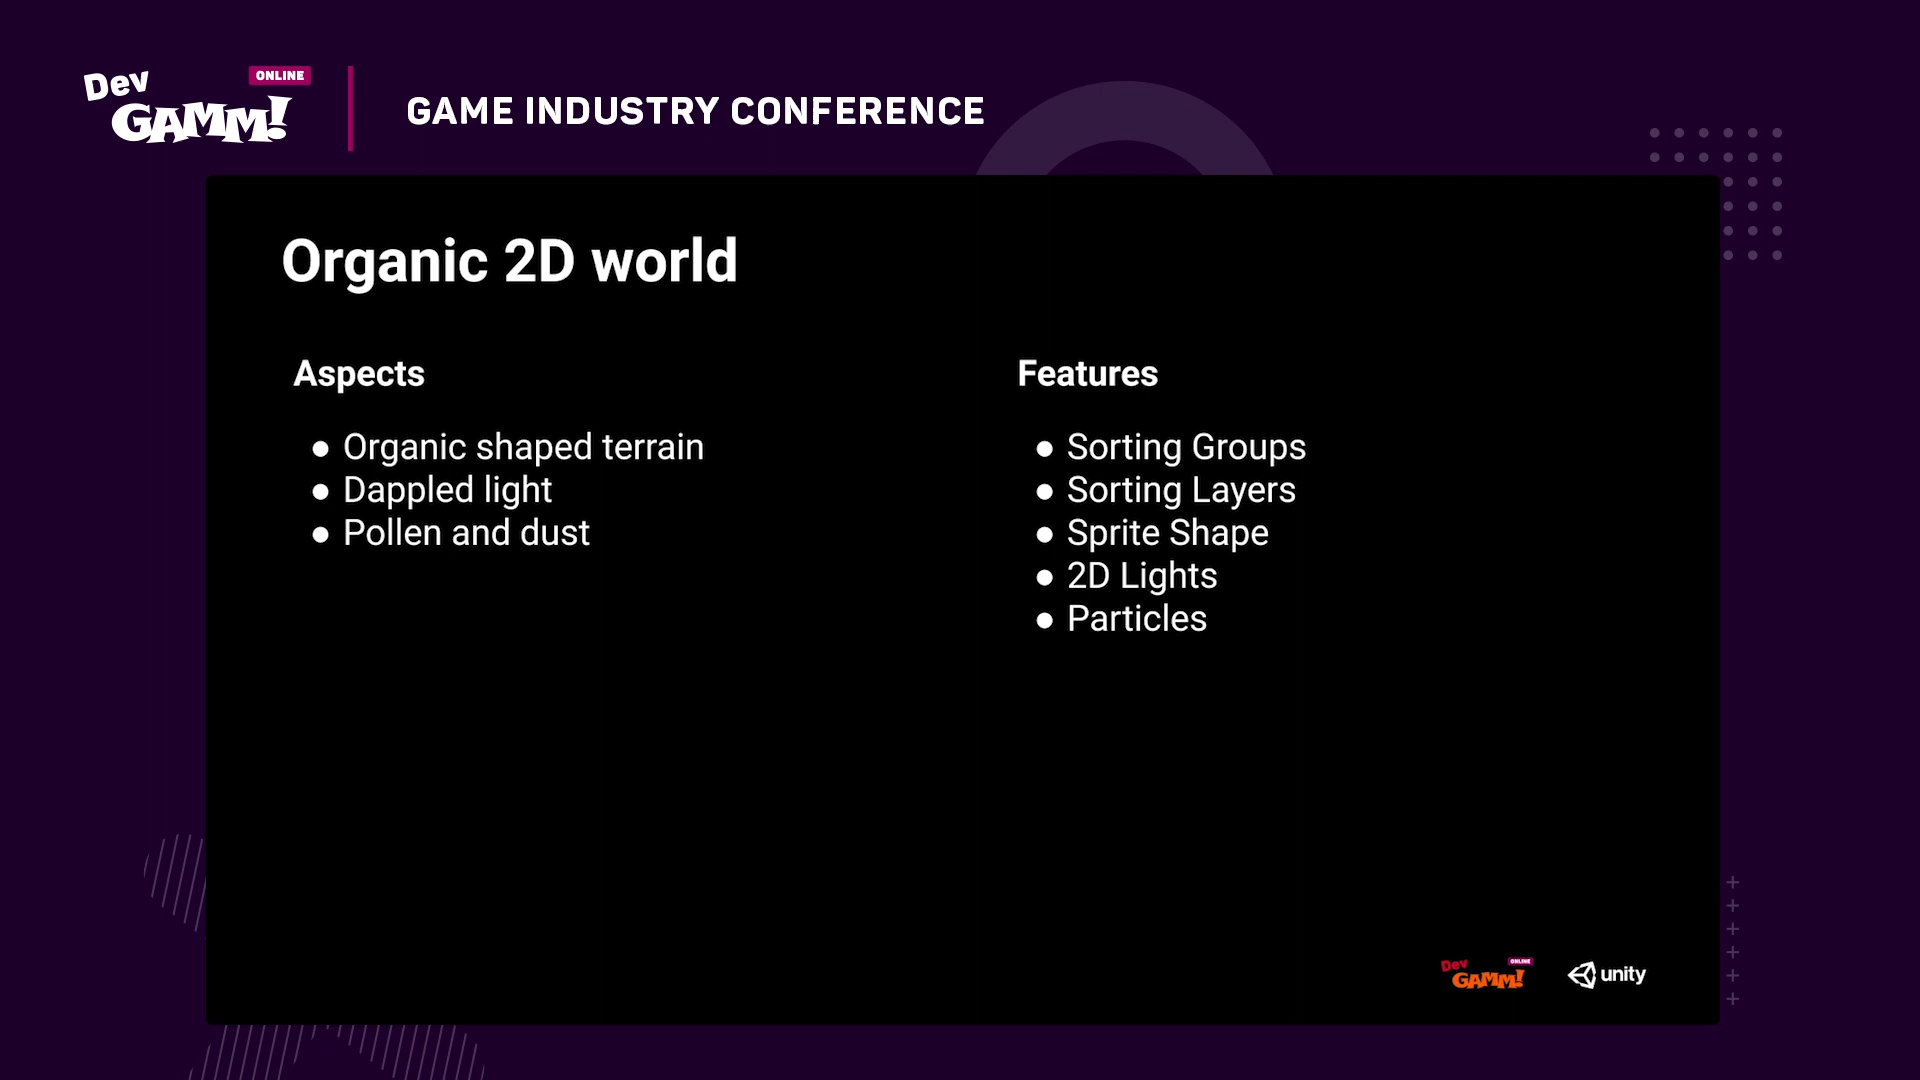 Dev
GAMM!
ONLINE
GAME INDUSTRY CONFERENCE
Organic 2D world
Aspects
● Organic shaped terrain
● Dappled light
● Pollen and dust
Features
● Sorting Groups
● Sorting Layers
● Sprite Shape
● 2D Lights
● Particles
Dev
GAMM!
ONLINE
unity